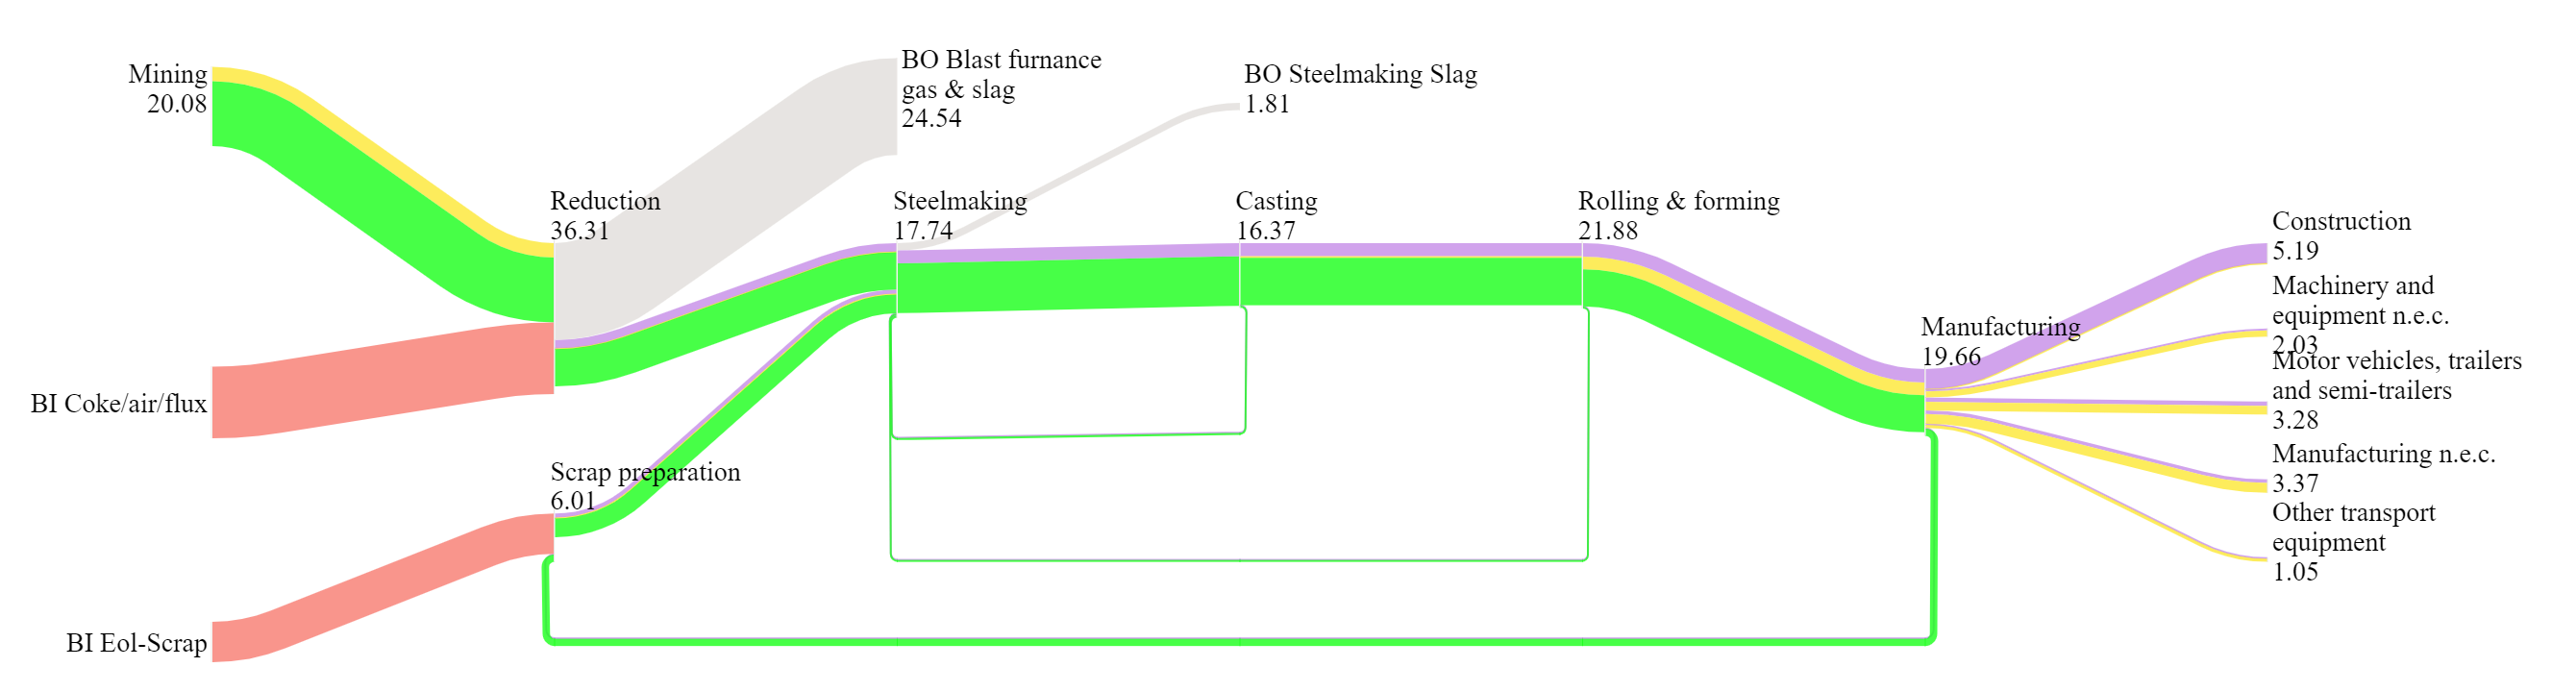 Mining
20.08
BI Coke/air/flux
BI Eol-Scrap
Reduction
36.31
Scrap preparation
6.01
BO Blast furnance
gas & slag
24.54
Steelmaking
17.74
BO Steelmaking Slag
1.81
Casting
16.37
Rolling & forming
21.88
Manufacturing
19.66
Construction
5.19
Machinery and
equipment n.e.c.
2.03
Motor vehicles, trailers
and semi-trailers
3.28
Manufacturing n.e.c.
3.37
Other transport
equipment
1.05